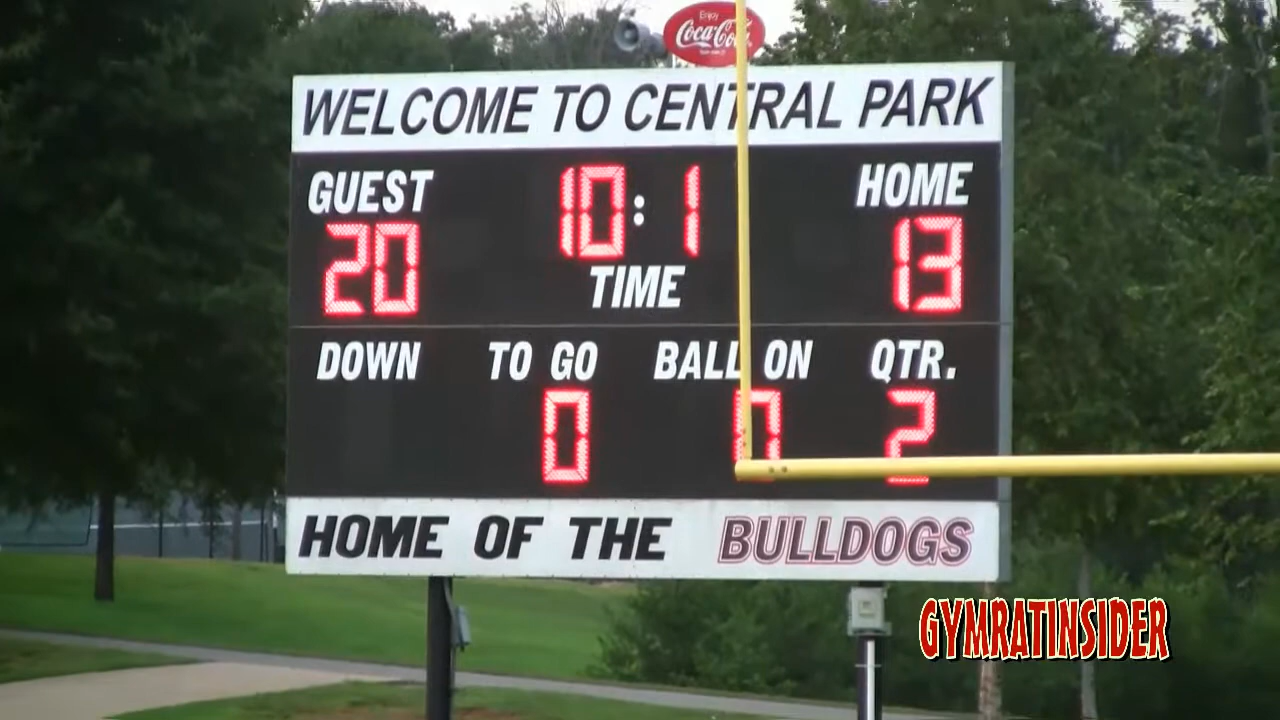 Enjoy
Coca-Cola
WELCOME TO CENTRAL PARK
GUEST 10: 1 HOME
20 TIME 13
DOWN TO GO BALL ON QTR.
0 0 2
HOME OF THE BULLDOGS
GYMRATINSIDER